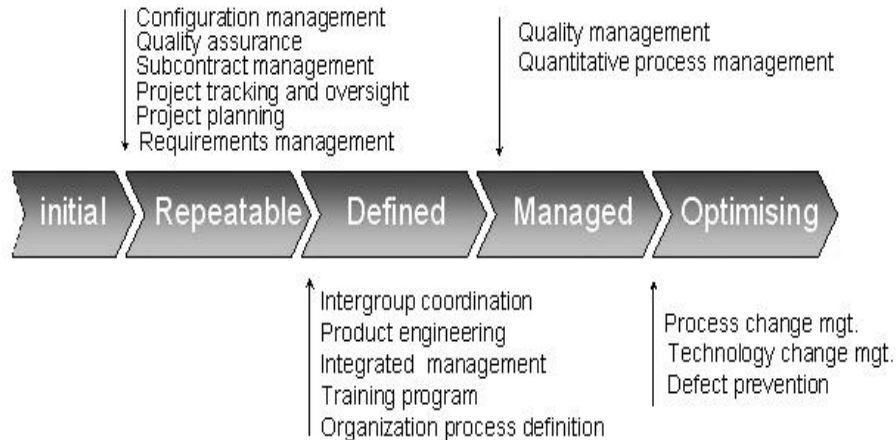 Configuration management
Quality assurance
Subcontract management
Project tracking and oversight
Project planning
Requirements management
Quality management
Quantitative process management
initial
Repeatable
Defined
Managed
Optimising
Intergroup coordination
Product engineering
Integrated management
Training program
Organization process definition
Process change mgt.
Technology change mgt.
Defect prevention